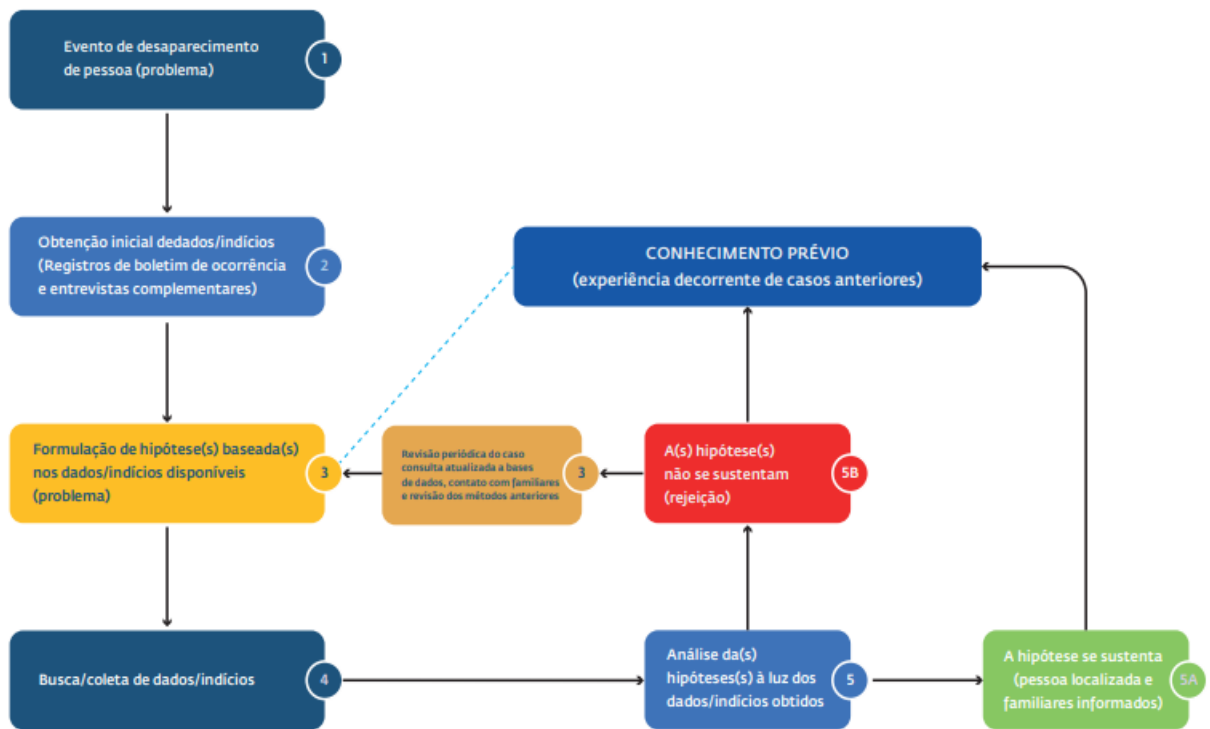 Evento de desaparecimento
de pessoa (problema)
1
Obtenção inicial dedados/indícios
(Registros de boletim de ocorrência
e entrevistas complementares)
2
CONHECIMENTO PRÉVIO
(experiência decorrente de casos anteriores)
Formulação de hipótese(s) baseada(s)
nos dados/indícios disponíveis
(problema)
3
Revisão periódica do caso
consulta atualizada a bases
de dados, contato com familiares
e revisão dos métodos anteriores
3
A(s) hipótese(s)
não se sustentam
(rejeição)
5B
Busca/coleta de dados/indícios
4
Análise da(s)
hipóteses(s) à luz dos
dados/indícios obtidos
5
A hipótese se sustenta
(pessoa localizada e
familiares informados)
5A